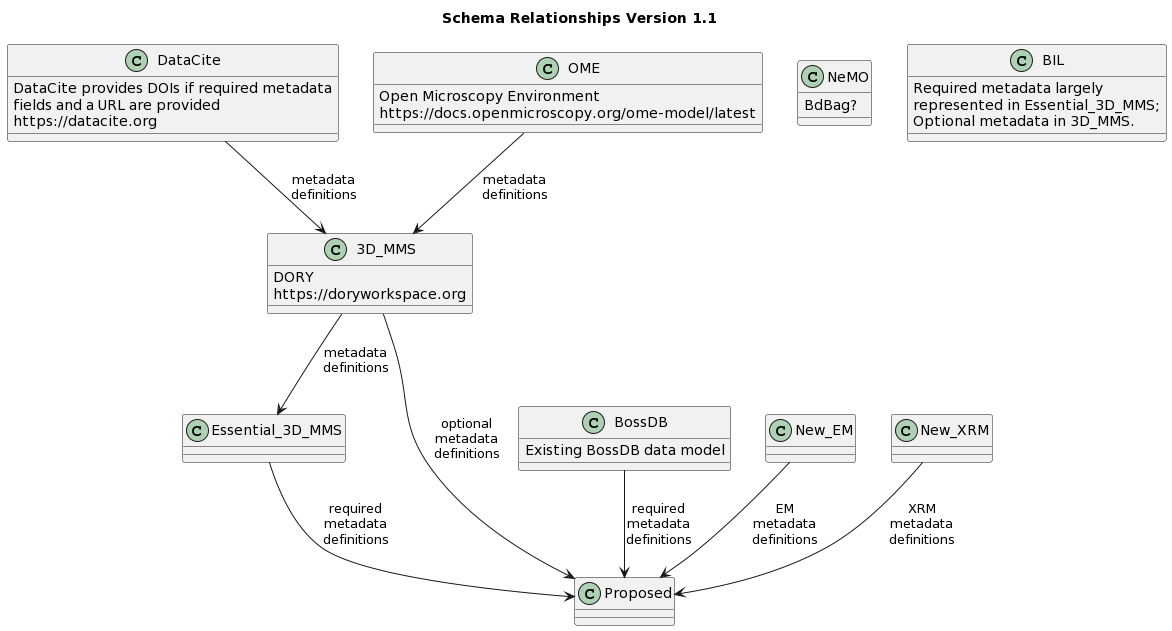 Schema Relationships Version 1.1
C DataCite
DataCite provides DOIs if required metadata
fields and a URL are provided
https://datacite.org
C OME
Open Microscopy Environment
https://docs.openmicroscopy.org/ome-model/latest
C NeMO
BdBag?
C BIL
Required metadata largely
represented in Essential_3D_MMS;
Optional metadata in 3D_MMS.
metadata
definitions
metadata
definitions
C 3D_MMS
DORY
https://doryworkspace.org
metadata
definitions
optional
metadata
definitions
C Essential_3D_MMS
C BossDB
Existing BossDB data model
C New_EM
C New_XRM
required
metadata
definitions
required
metadata
definitions
EM
metadata
definitions
XRM
metadata
definitions
C Proposed